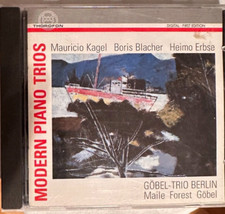 THOROFON
DIGITAL · FIRST EDITION
Mauricio Kagel Boris Blacher Heimo Erbse
MODERN PIANO TRIOS
GÖBEL-TRIO BERLIN
Maile Forest Göbel